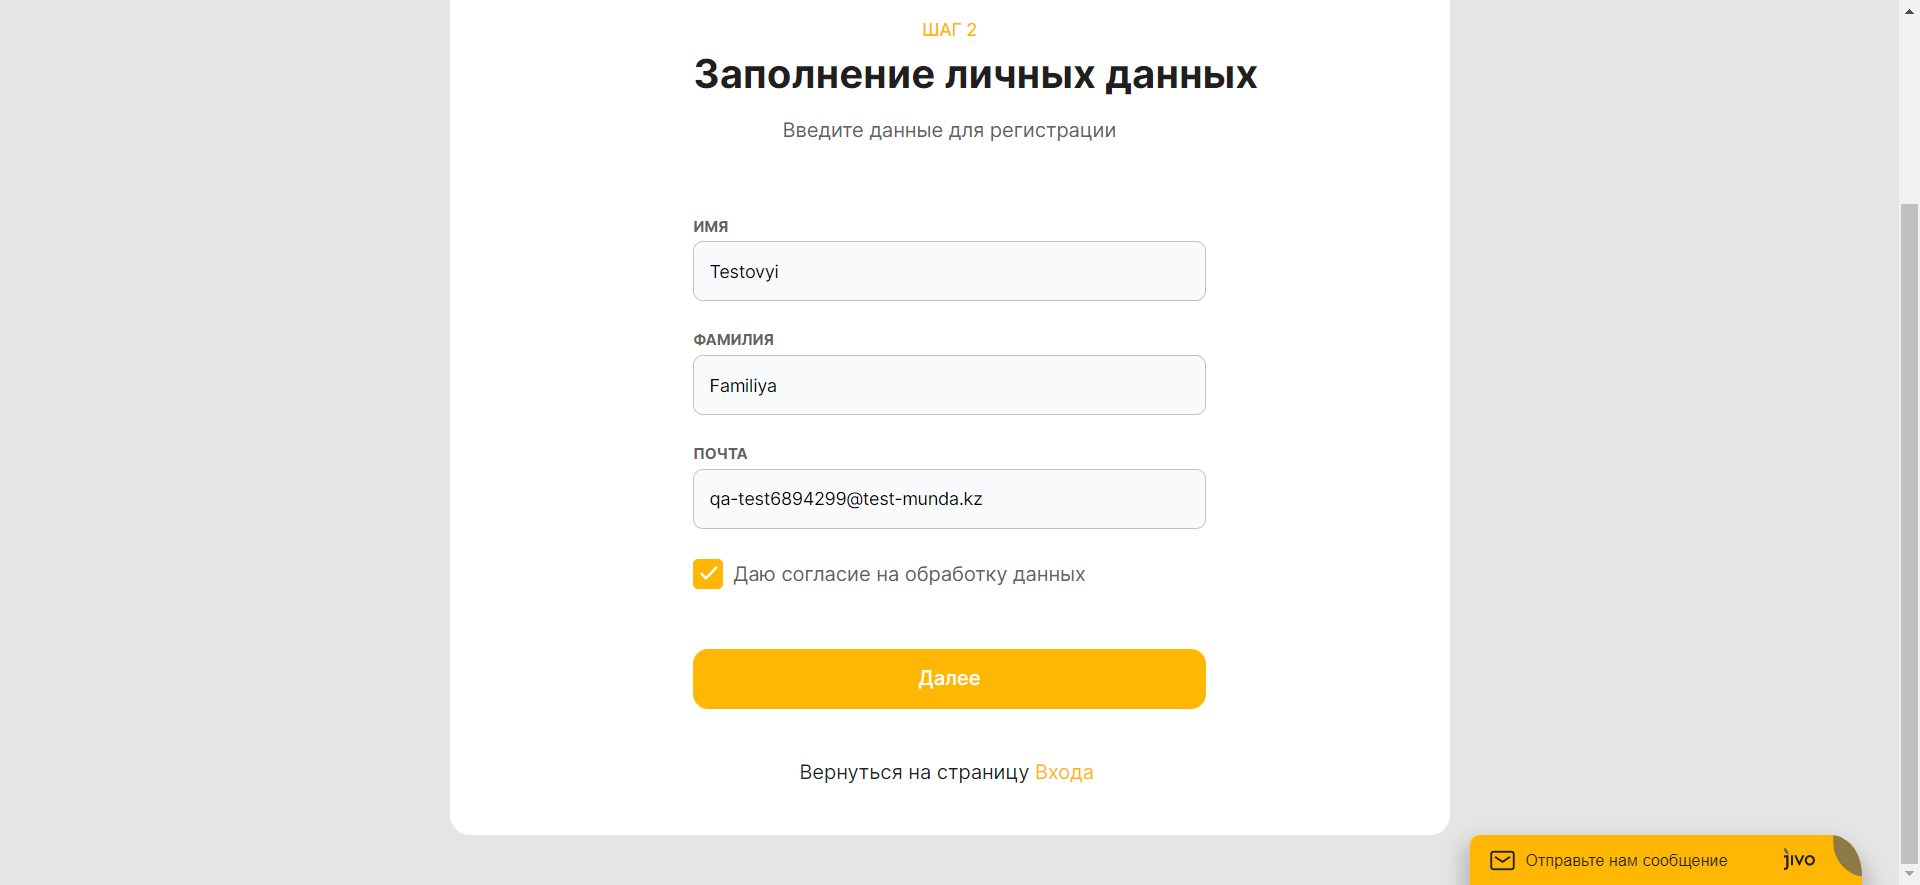 ШАГ 2
Заполнение личных данных
Введите данные для регистрации
ИМЯ
Testovyi
ФАМИЛИЯ
Familiya
ПОЧТА
qa-test6894299@test-munda.kz
Даю согласие на обработку данных
Далее
Вернуться на страницу Входа
Отправьте нам сообщение jivo